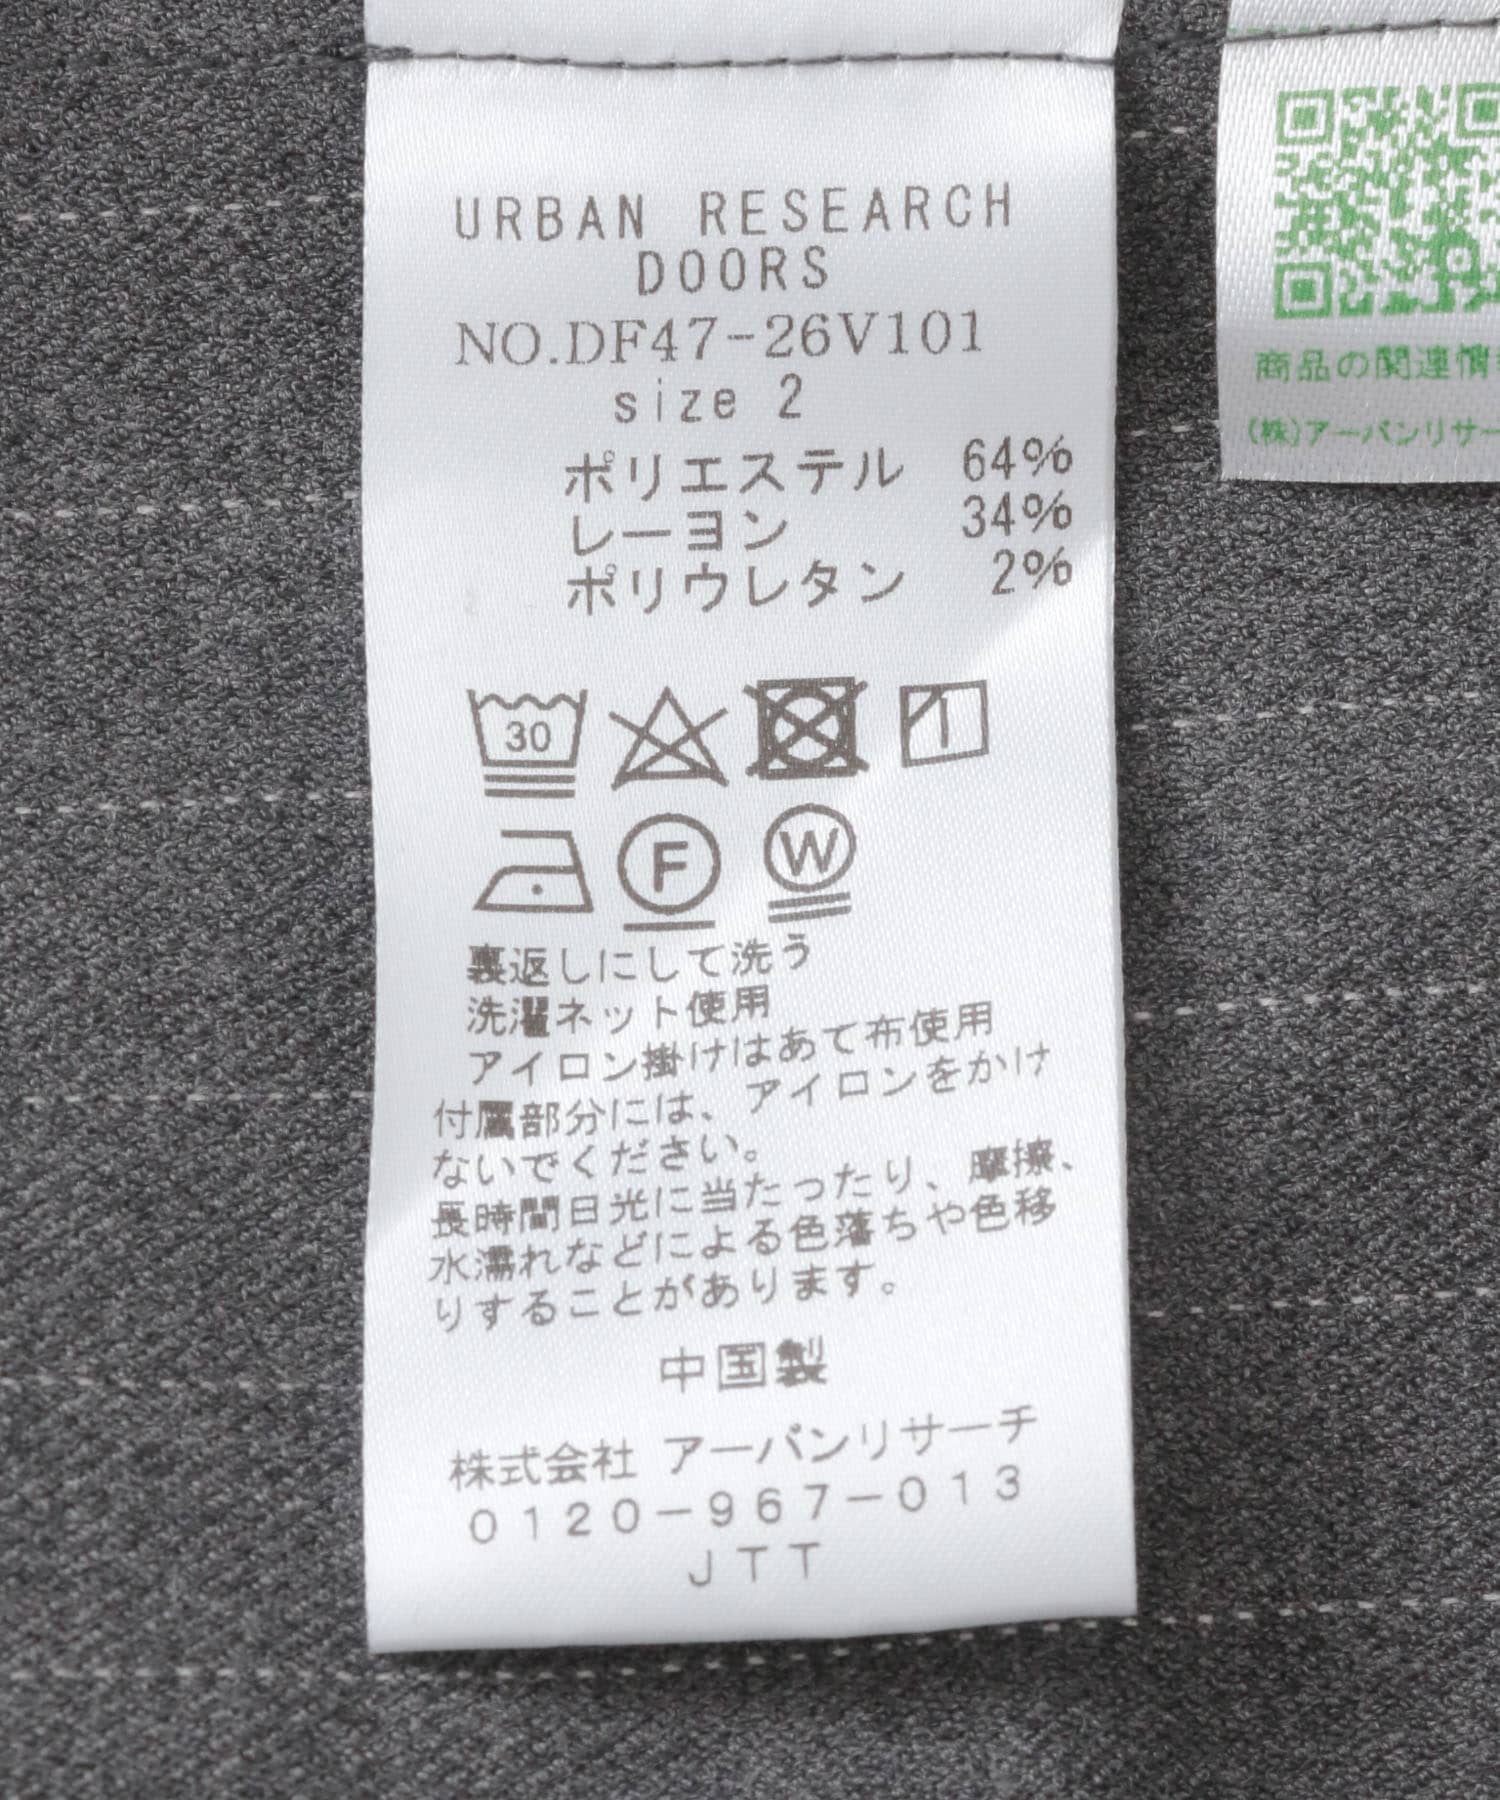 URBAN RESEARCH
DOORS
NO.DF47-26V101
size 2
ポリエステル 64%
レーヨン 34%
ポリウレタン 2%
30
F
W
裏返しにして洗う
洗濯ネット使用
アイロン掛けはあて布使用
付属部分には、アイロンをかけ
ないでください。
長時間日光に当たったり、摩擦、
水濡れなどによる色落ちや色移
りすることがあります。
中国製
株式会社 アーバンリサーチ
0120-967-013
JTT
商品の関連情
(株)アーバンリサー